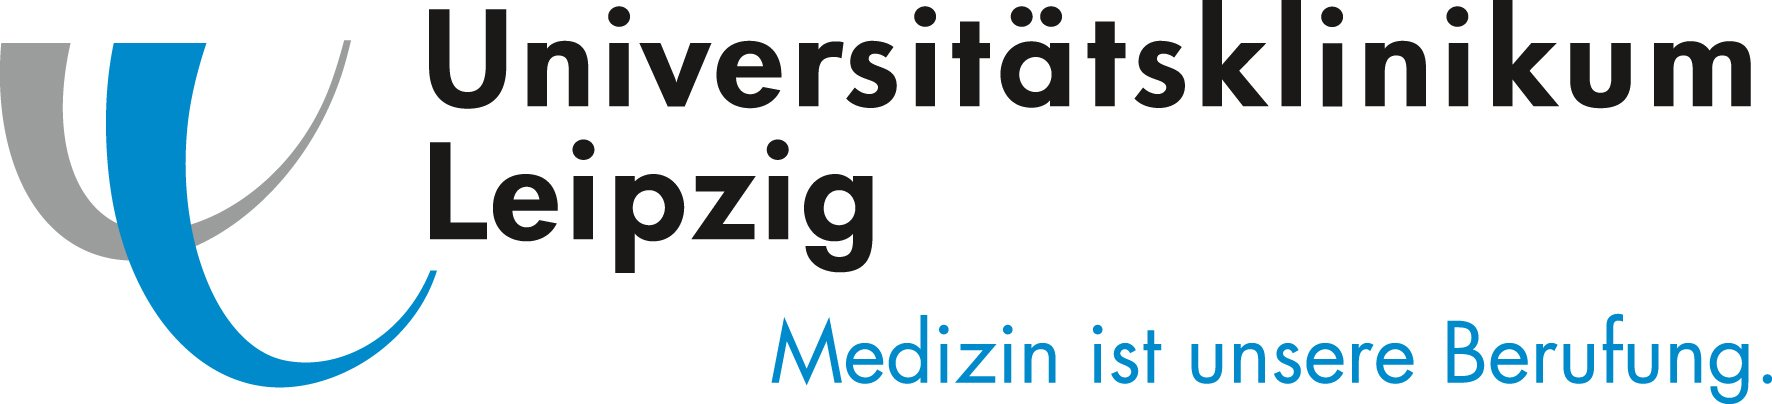 Universitätsklinikum
Leipzig
Medizin ist unsere Berufung.